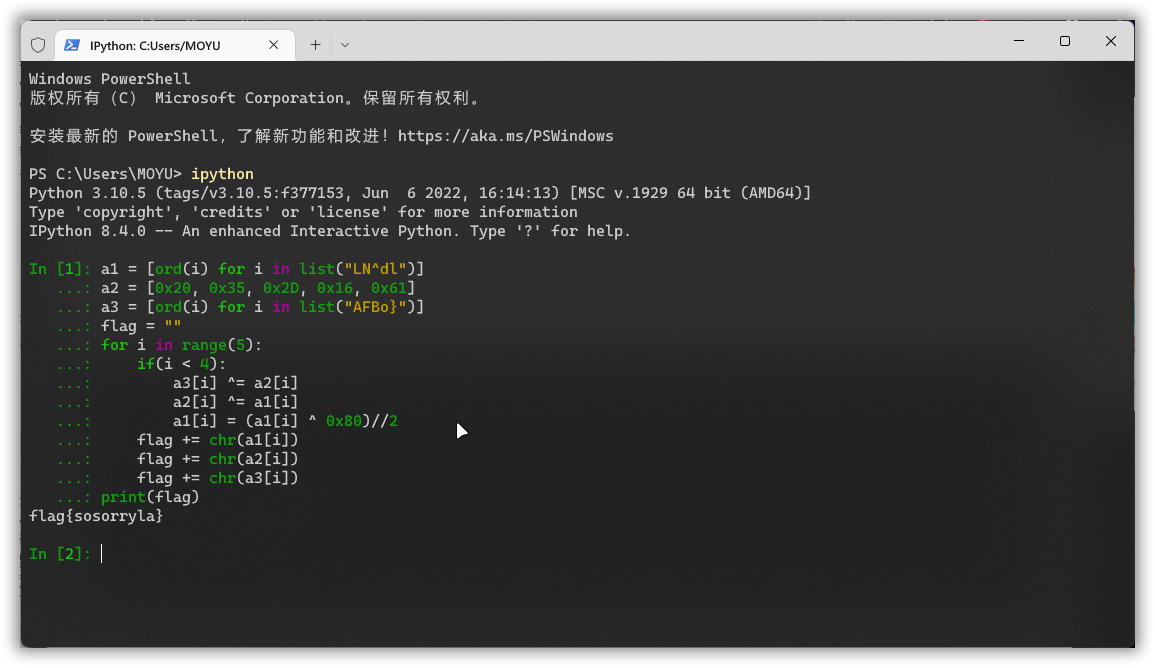 IPython: C:Users/MOYU
Windows PowerShell
版权所有（C） Microsoft Corporation。保留所有权利。
安装最新的 PowerShell，了解新功能和改进！https://aka.ms/PSWindows
PS C:\Users\MOYU> ipython
Python 3.10.5 (tags/v3.10.5:f377153, Jun  6 2022, 16:14:13) [MSC v.1929 64 bit (AMD64)]
Type 'copyright', 'credits' or 'license' for more information
IPython 8.4.0 -- An enhanced Interactive Python. Type '?' for help.
In [1]: a1 = [ord(i) for i in list("LN^dl")]
   ...: a2 = [0x20, 0x35, 0x2D, 0x16, 0x61]
   ...: a3 = [ord(i) for i in list("AFBo}")]
   ...: flag = ""
   ...: for i in range(5):
   ...:     if(i < 4):
   ...:         a3[i] ^= a2[i]
   ...:         a2[i] ^= a1[i]
   ...:         a1[i] = (a1[i] ^ 0x80)//2
   ...:     flag += chr(a1[i])
   ...:     flag += chr(a2[i])
   ...:     flag += chr(a3[i])
   ...: print(flag)
flag{sosorryla}
In [2]: